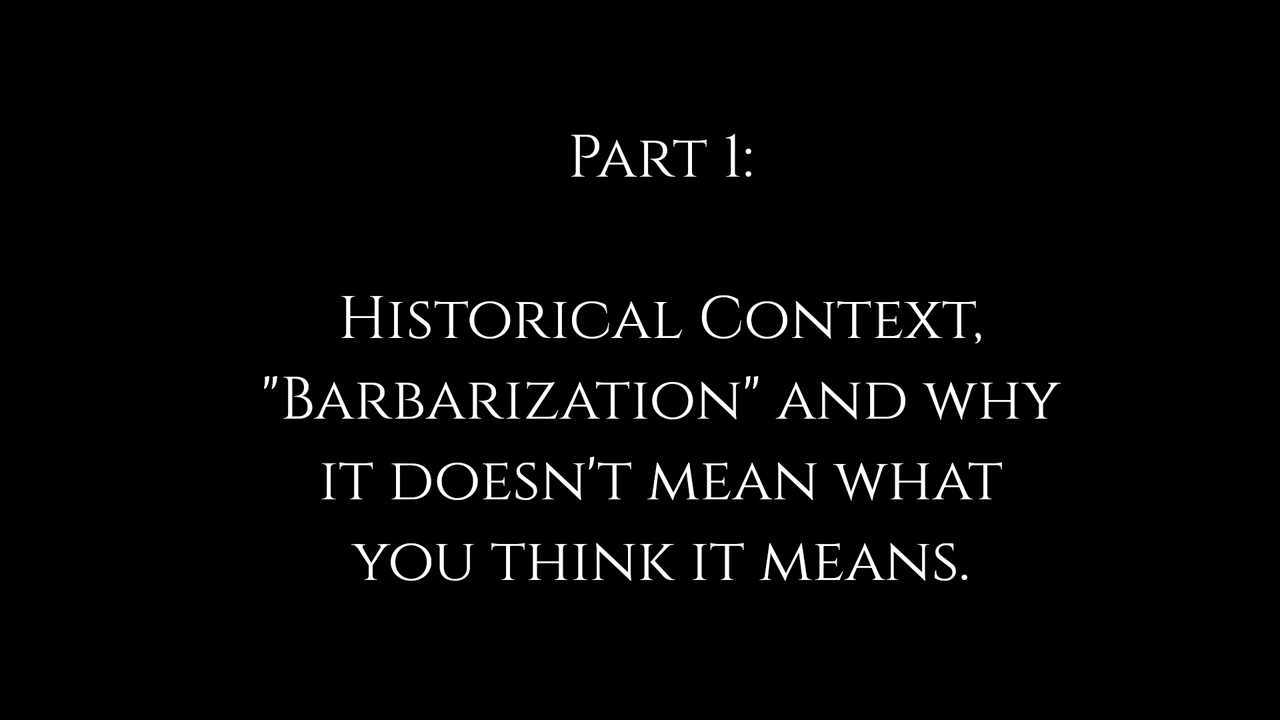 Part 1:
Historical Context,
"Barbarization" and why
it doesn't mean what
you think it means.